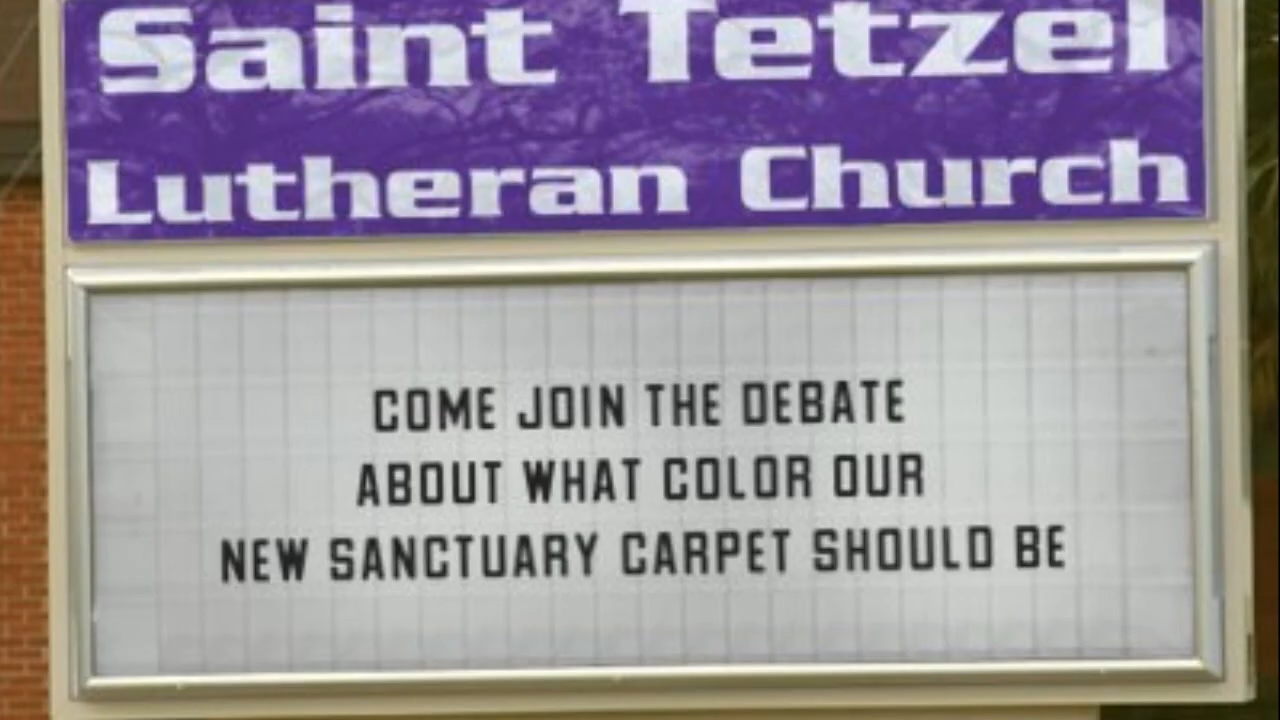 Saint Tetzel
Lutheran Church
COME JOIN THE DEBATE
ABOUT WHAT COLOR OUR
NEW SANCTUARY CARPET SHOULD BE